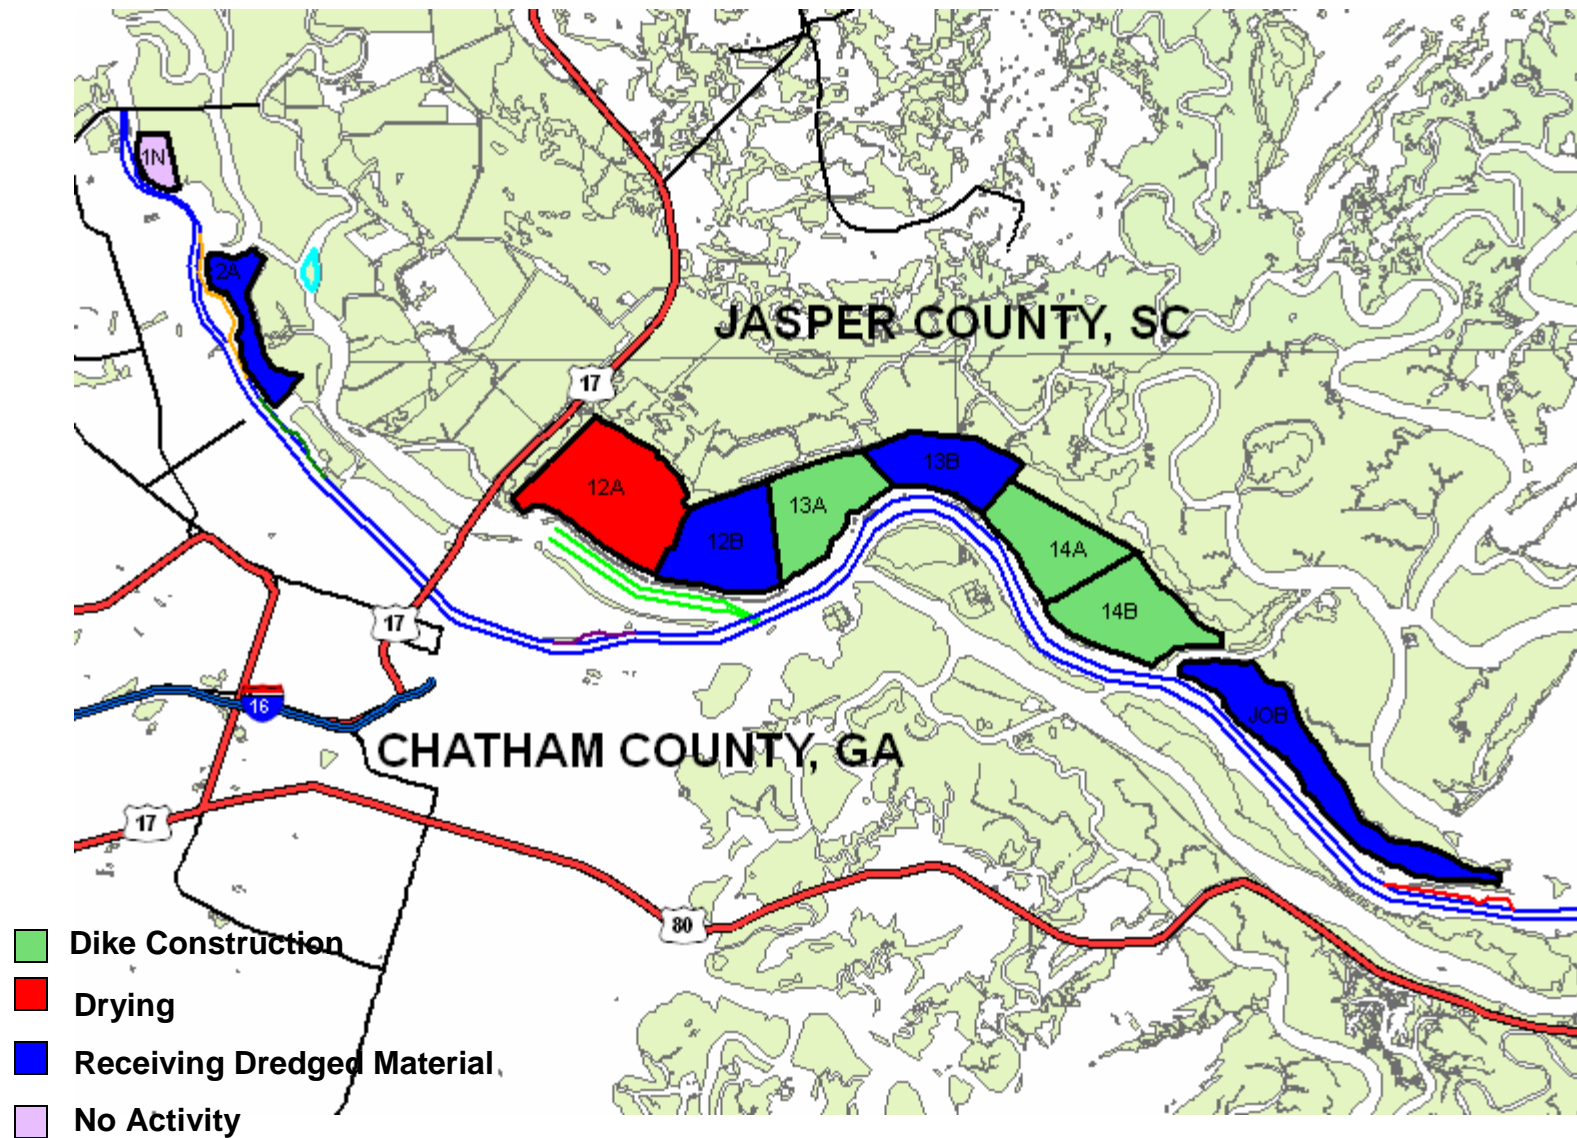 1N
2A
JASPER COUNTY, SC
17
12A
13B
13A
12B
14A
14B
17
16
JOB
CHATHAM COUNTY, GA
17
80
Dike Construction
Drying
Receiving Dredged Material
No Activity